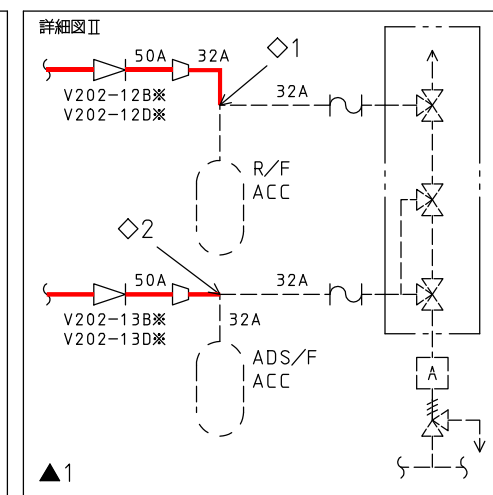 詳細図Ⅱ
50A 32A ◇1
V202-12B※
V202-12D※
32A
R/F
ACC
◇2
50A 32A
V202-13B※
V202-13D※
32A
ADS/F
ACC
A
▲1